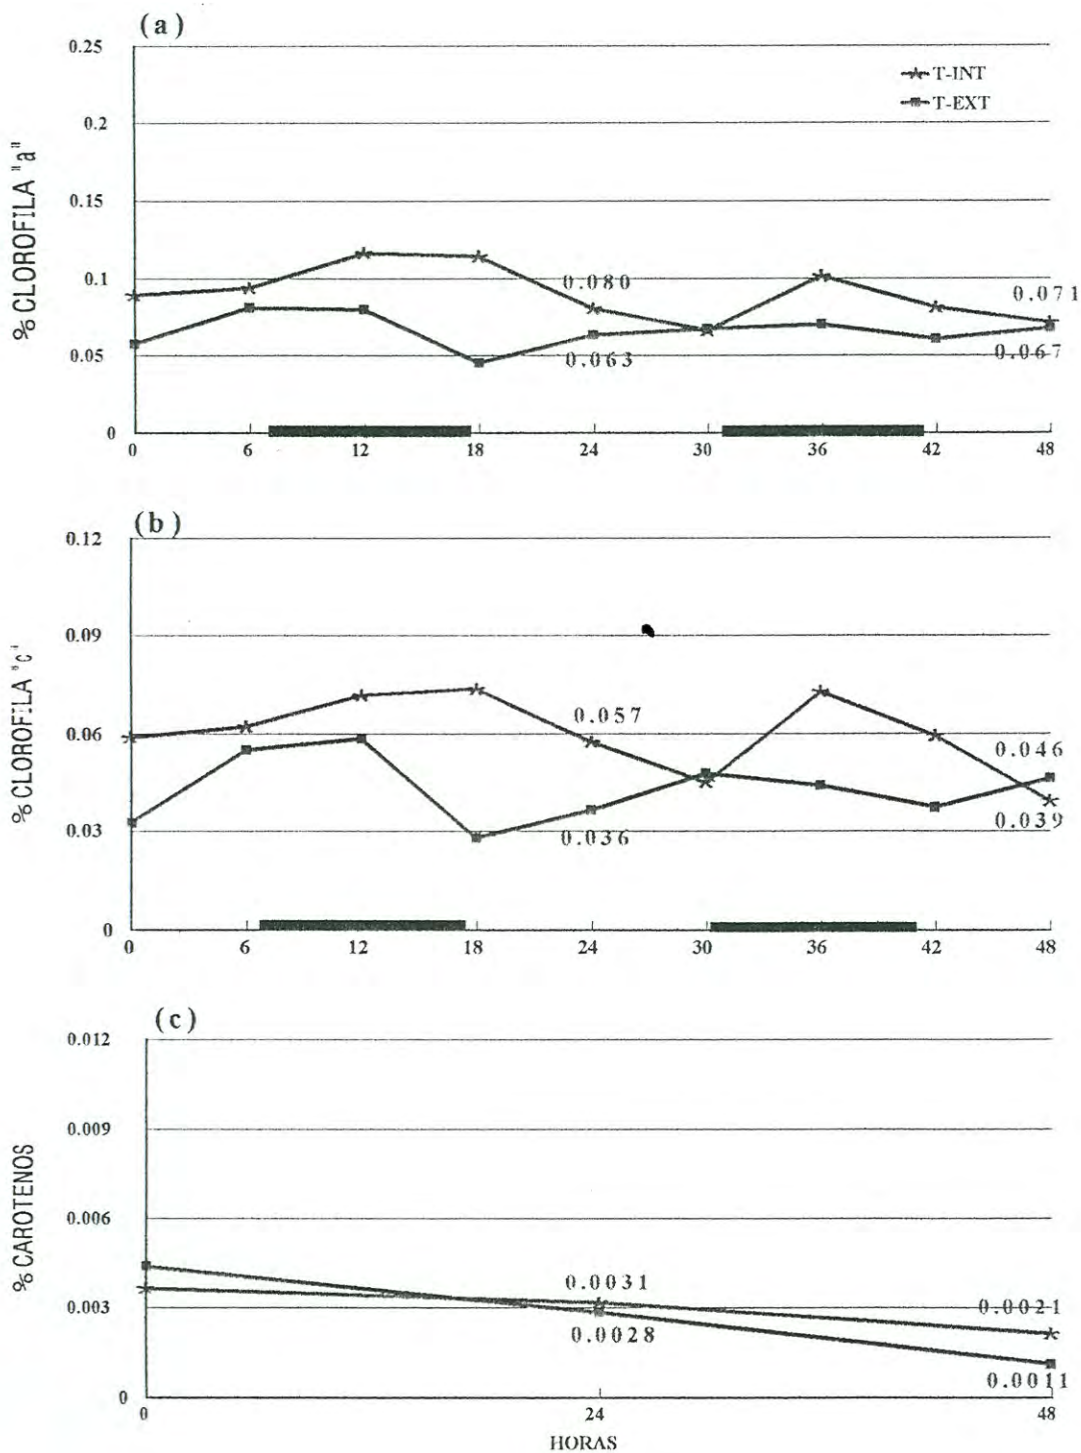 (a)
% CLOROFILA "a"
0.25
0.2
0.15
0.1
0.05
0
T-INT
T-EXT
0.080
0.071
0.063
0.067
0 6 12 18 24 30 36 42 48
(b)
% CLOROFILA "c"
0.12
0.09
0.06
0.03
0
0.057
0.046
0.036
0.039
0 6 12 18 24 30 36 42 48
(c)
% CAROTENOS
0.012
0.009
0.006
0.003
0
0.0031
0.0021
0.0028
0.0011
0 24 48
HORAS